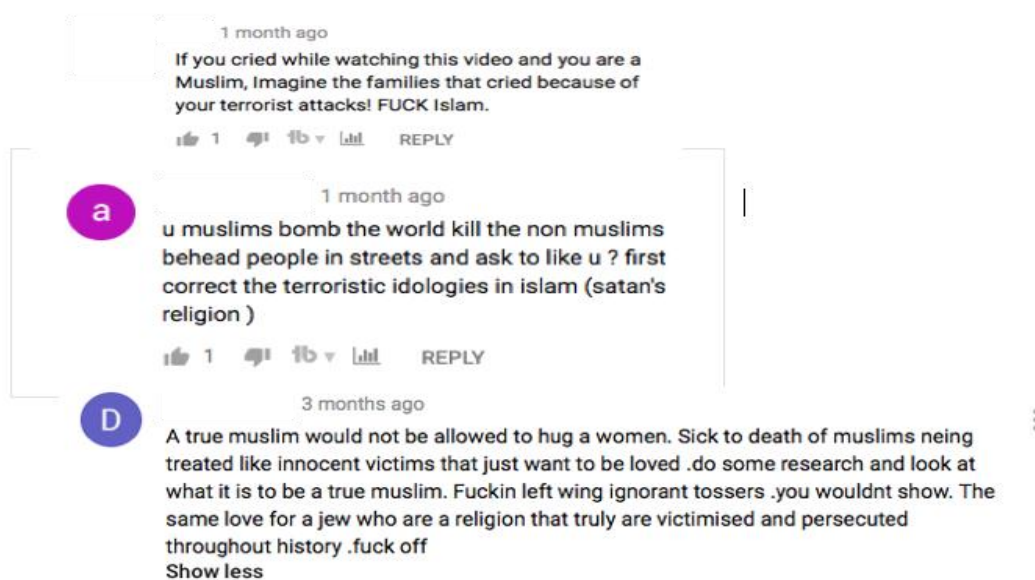 1 month ago
If you cried while watching this video and you are a
Muslim, Imagine the families that cried because of
your terrorist attacks! FUCK Islam.
1 REPLY
a
1 month ago
u muslims bomb the world kill the non muslims
behead people in streets and ask to like u ? first
correct the terroristic idologies in islam (satan's
religion )
1 REPLY
D
3 months ago
A true muslim would not be allowed to hug a women. Sick to death of muslims neing
treated like innocent victims that just want to be loved .do some research and look at
what it is to be a true muslim. Fuckin left wing ignorant tossers .you wouldnt show. The
same love for a jew who are a religion that truly are victimised and persecuted
throughout history .fuck off
Show less